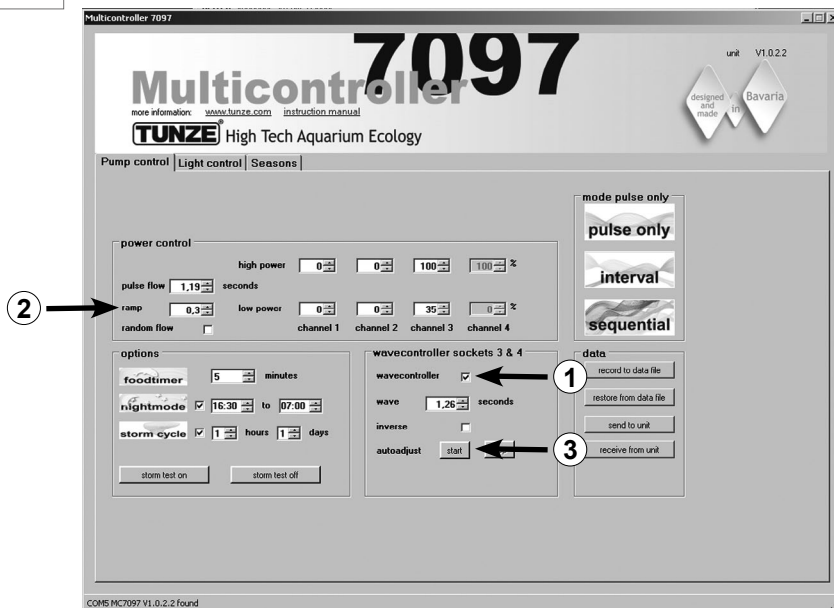 Multicontroller 7097
7097
unit V1.0.2.2
Multicontroller
designed and made in Bavaria
more information: www.tunze.com instruction manual
TUNZE® High Tech Aquarium Ecology
Pump control Light control Seasons
mode pulse only
pulse only
interval
sequential
power control
high power 0 0 100 100 %
pulse flow 1,19 seconds
2
ramp 0,3 low power 0 0 35 0 %
random flow channel 1 channel 2 channel 3 channel 4
options
foodtimer 5 minutes
nightmode 16:30 to 07:00
storm cycle 1 hours 1 days
storm test on storm test off
wavecontroller sockets 3 & 4
wavecontroller 1
wave 1,26 seconds
inverse
autoadjust start 3
data
record to data file
restore from data file
send to unit
receive from unit
COM5 MC7097 V1.0.2.2 found